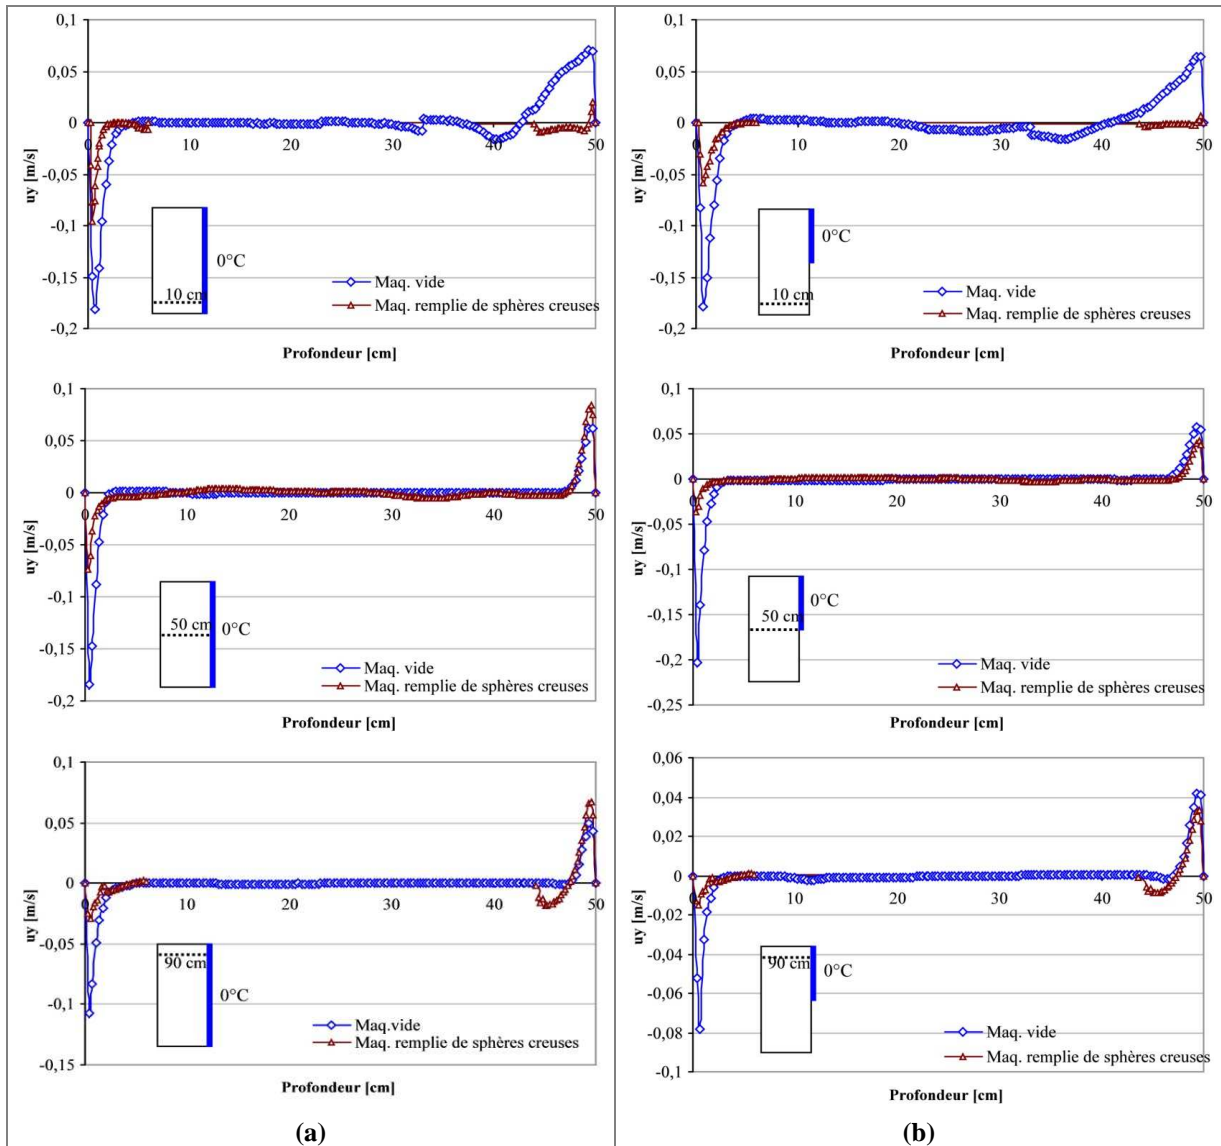 0,1
0,05
0
-0,05
-0,1
-0,15
-0,2
0 10 20 30 40 50
uy [m/s]
10 cm
0°C
Maq. vide
Maq. remplie de sphères creuses
Profondeur [cm]
0,1
0,05
0
-0,05
-0,1
-0,15
-0,2
0 10 20 30 40 50
uy [m/s]
10 cm
0°C
Maq. vide
Maq. remplie de sphères creuses
Profondeur [cm]
0,1
0,05
0
-0,05
-0,1
-0,15
-0,2
0 10 20 30 40 50
uy [m/s]
50 cm
0°C
Maq. vide
Maq. remplie de sphères creuses
Profondeur [cm]
0,1
0,05
0
-0,05
-0,1
-0,15
-0,2
-0,25
0 10 20 30 40 50
uy [m/s]
50 cm
0°C
Maq. vide
Maq. remplie de sphères creuses
Profondeur [cm]
0,1
0,05
0
-0,05
-0,1
-0,15
0 10 20 30 40 50
uy [m/s]
90 cm
0°C
Maq.vide
Maq. remplie de sphères creuses
Profondeur [cm]
0,06
0,04
0,02
0
-0,02
-0,04
-0,06
-0,08
-0,1
0 10 20 30 40 50
uy [m/s]
90 cm
0°C
Maq. vide
Maq. remplie de sphères creuses
Profondeur [cm]
(a)
(b)